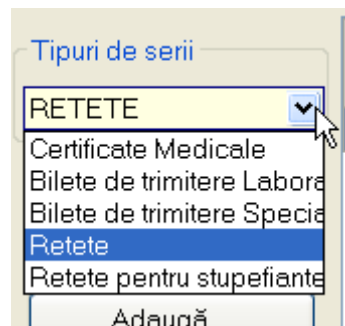 Tipuri de serii
RETETE
Certificate Medicale
Bilete de trimitere Labora
Bilete de trimitere Specia
Retete
Retete pentru stupefiante
Adaugă